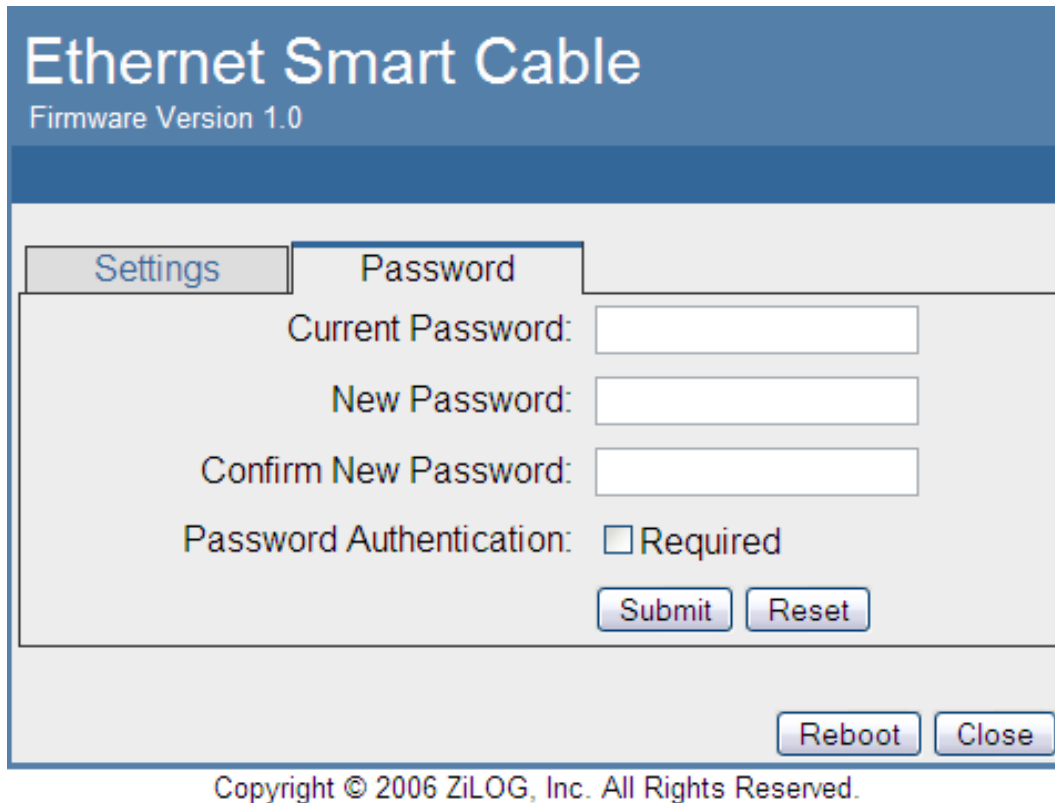 Ethernet Smart Cable
Firmware Version 1.0
Settings Password
Current Password:
New Password:
Confirm New Password:
Password Authentication: Required
Submit Reset
Reboot Close
Copyright © 2006 ZiLOG, Inc. All Rights Reserved.